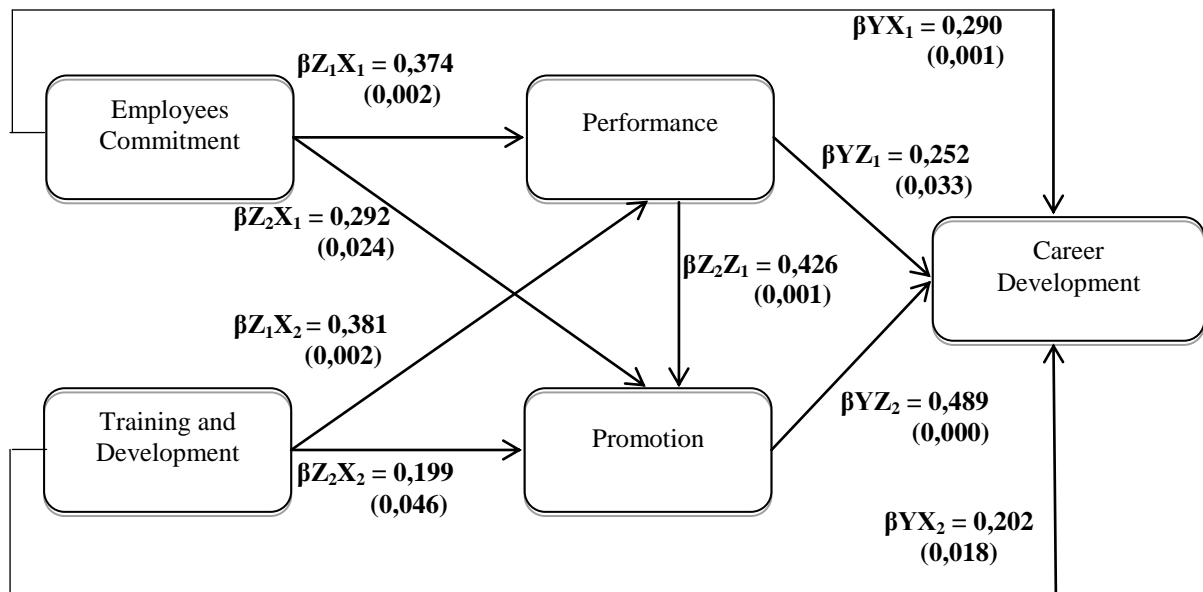 βYX₁ = 0,290
(0,001)
βZ₁X₁ = 0,374
(0,002)
Employees
Commitment
Performance
βYZ₁ = 0,252
(0,033)
βZ₂X₁ = 0,292
(0,024)
βZ₂Z₁ = 0,426
(0,001)
Career
Development
βZ₁X₂ = 0,381
(0,002)
Training and
Development
Promotion
βYZ₂ = 0,489
(0,000)
βZ₂X₂ = 0,199
(0,046)
βYX₂ = 0,202
(0,018)